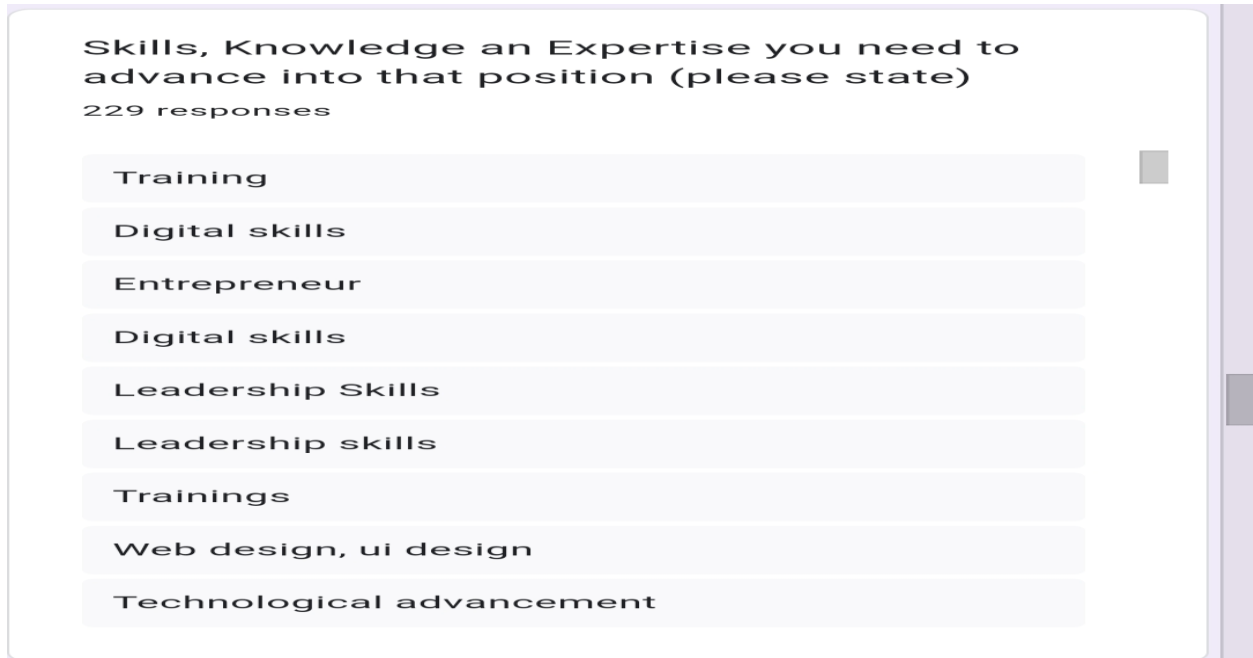 Skills, Knowledge an Expertise you need to
advance into that position (please state)
229 responses
Training
Digital skills
Entrepreneur
Digital skills
Leadership Skills
Leadership skills
Trainings
Web design, ui design
Technological advancement